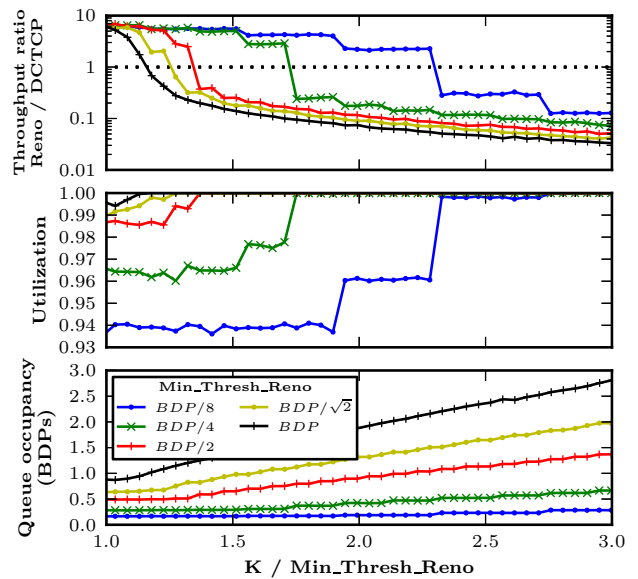 Throughput ratio
Reno / DCTCP
10
1
0.1
0.01
Utilization
1.00
0.99
0.98
0.97
0.96
0.95
0.94
0.93
Queue occupancy
(BDPs)
3.0
2.5
2.0
1.5
1.0
0.5
0.0
Min_Thresh_Reno
BDP/8
BDP/4
BDP/2
BDP/√2
BDP
1.0 1.5 2.0 2.5 3.0
K / Min_Thresh_Reno